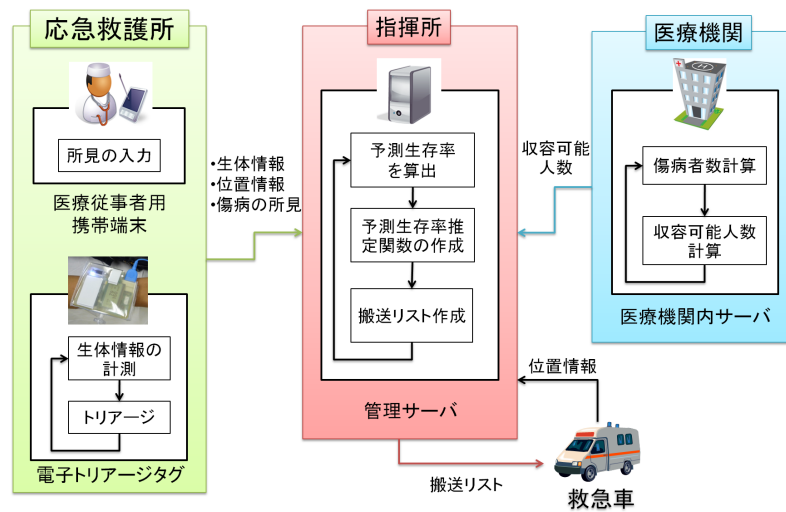 応急救護所
所見の入力
医療従事者用
携帯端末
生体情報の
計測
トリアージ
電子トリアージタグ
・生体情報
・位置情報
・傷病の所見
指揮所
予測生存率
を算出
予測生存率推
定関数の作成
搬送リスト作成
管理サーバ
収容可能
人数
医療機関
傷病者数計算
収容可能人数
計算
医療機関内サーバ
位置情報
搬送リスト
救急車